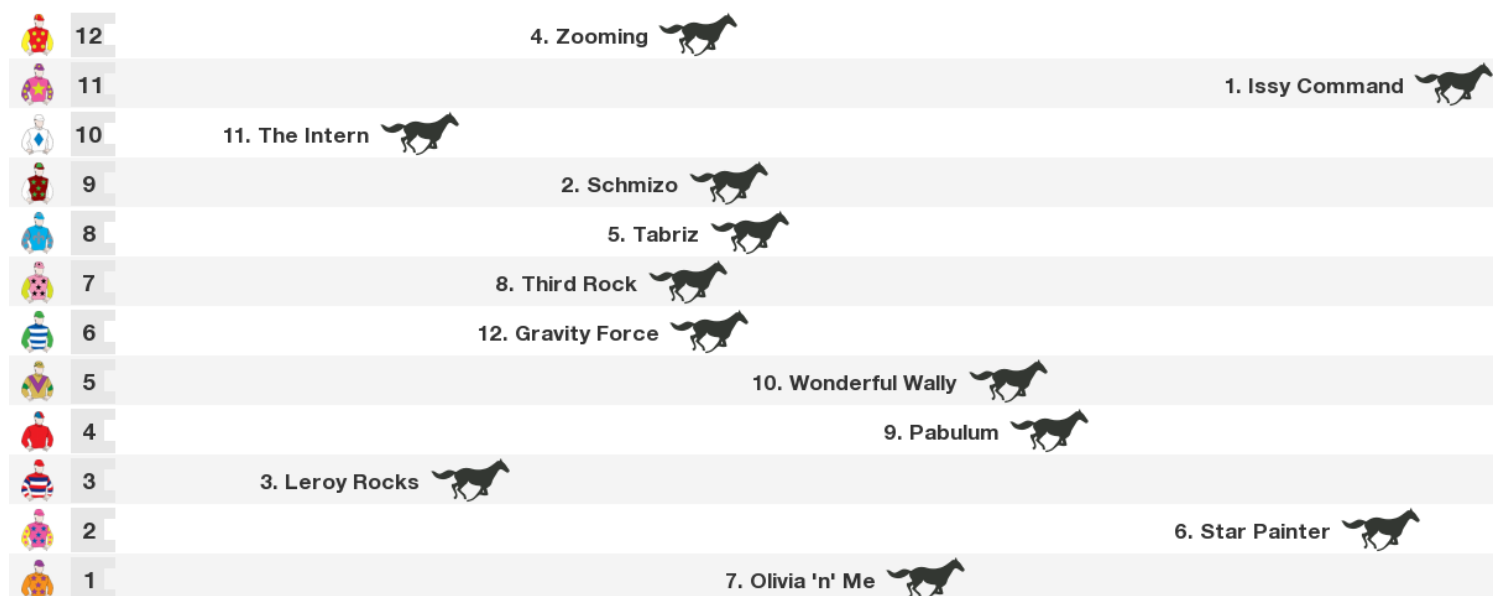 12 4. Zooming
11 1. Issy Command
10 11. The Intern
9 2. Schmizo
8 5. Tabriz
7 8. Third Rock
6 12. Gravity Force
5 10. Wonderful Wally
4 9. Pabulum
3 3. Leroy Rocks
2 6. Star Painter
1 7. Olivia 'n' Me